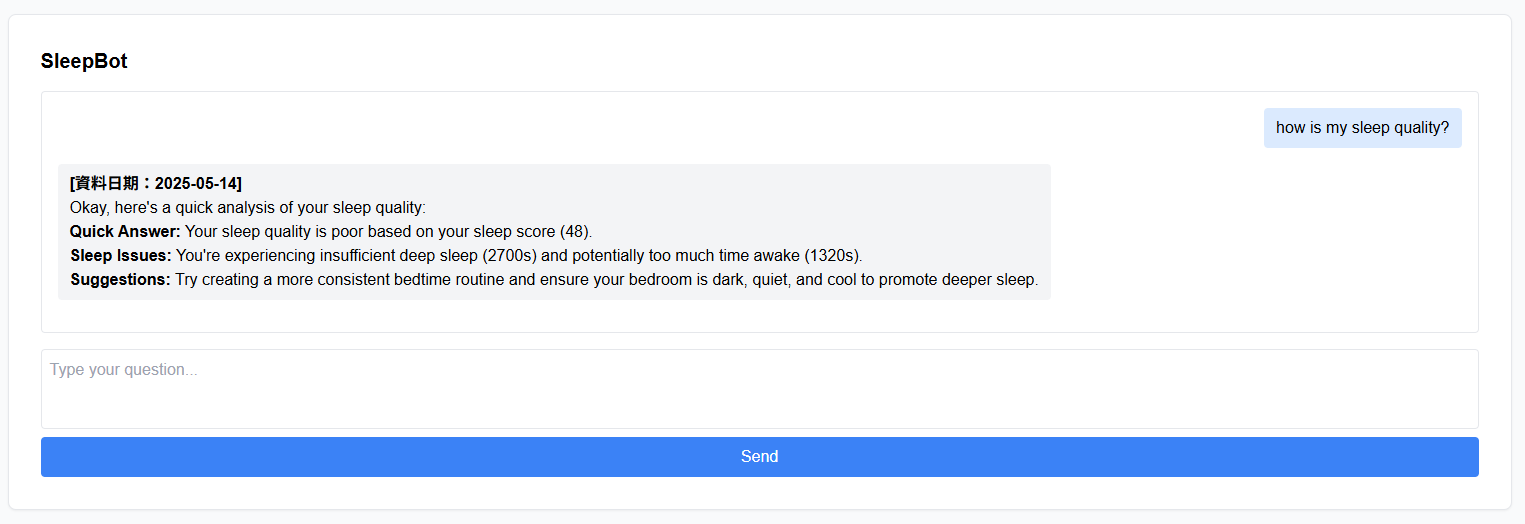 SleepBot
how is my sleep quality?
[資料日期：2025-05-14]
Okay, here's a quick analysis of your sleep quality:
Quick Answer: Your sleep quality is poor based on your sleep score (48).
Sleep Issues: You're experiencing insufficient deep sleep (2700s) and potentially too much time awake (1320s).
Suggestions: Try creating a more consistent bedtime routine and ensure your bedroom is dark, quiet, and cool to promote deeper sleep.
Type your question...
Send